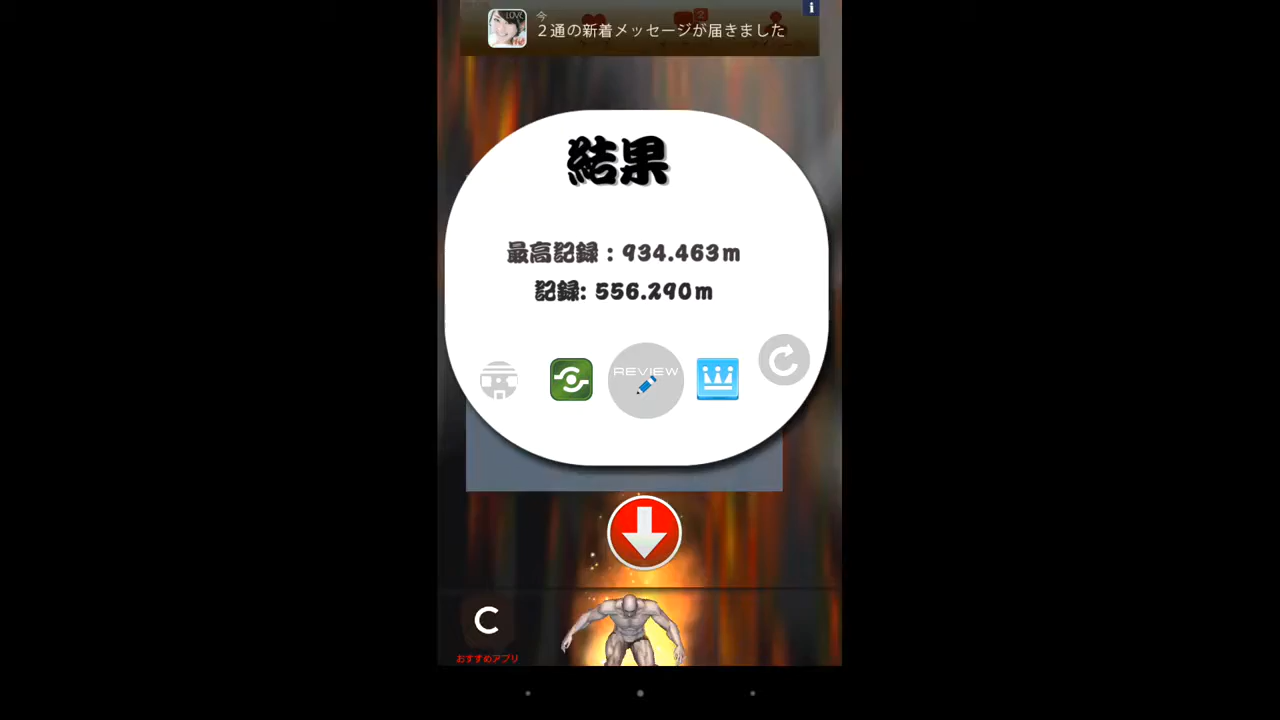 今
2通の新着メッセージが届きました
結果
最高記録：934.463m
記録: 556.290m
REVIEW
C
おすすめアプリ